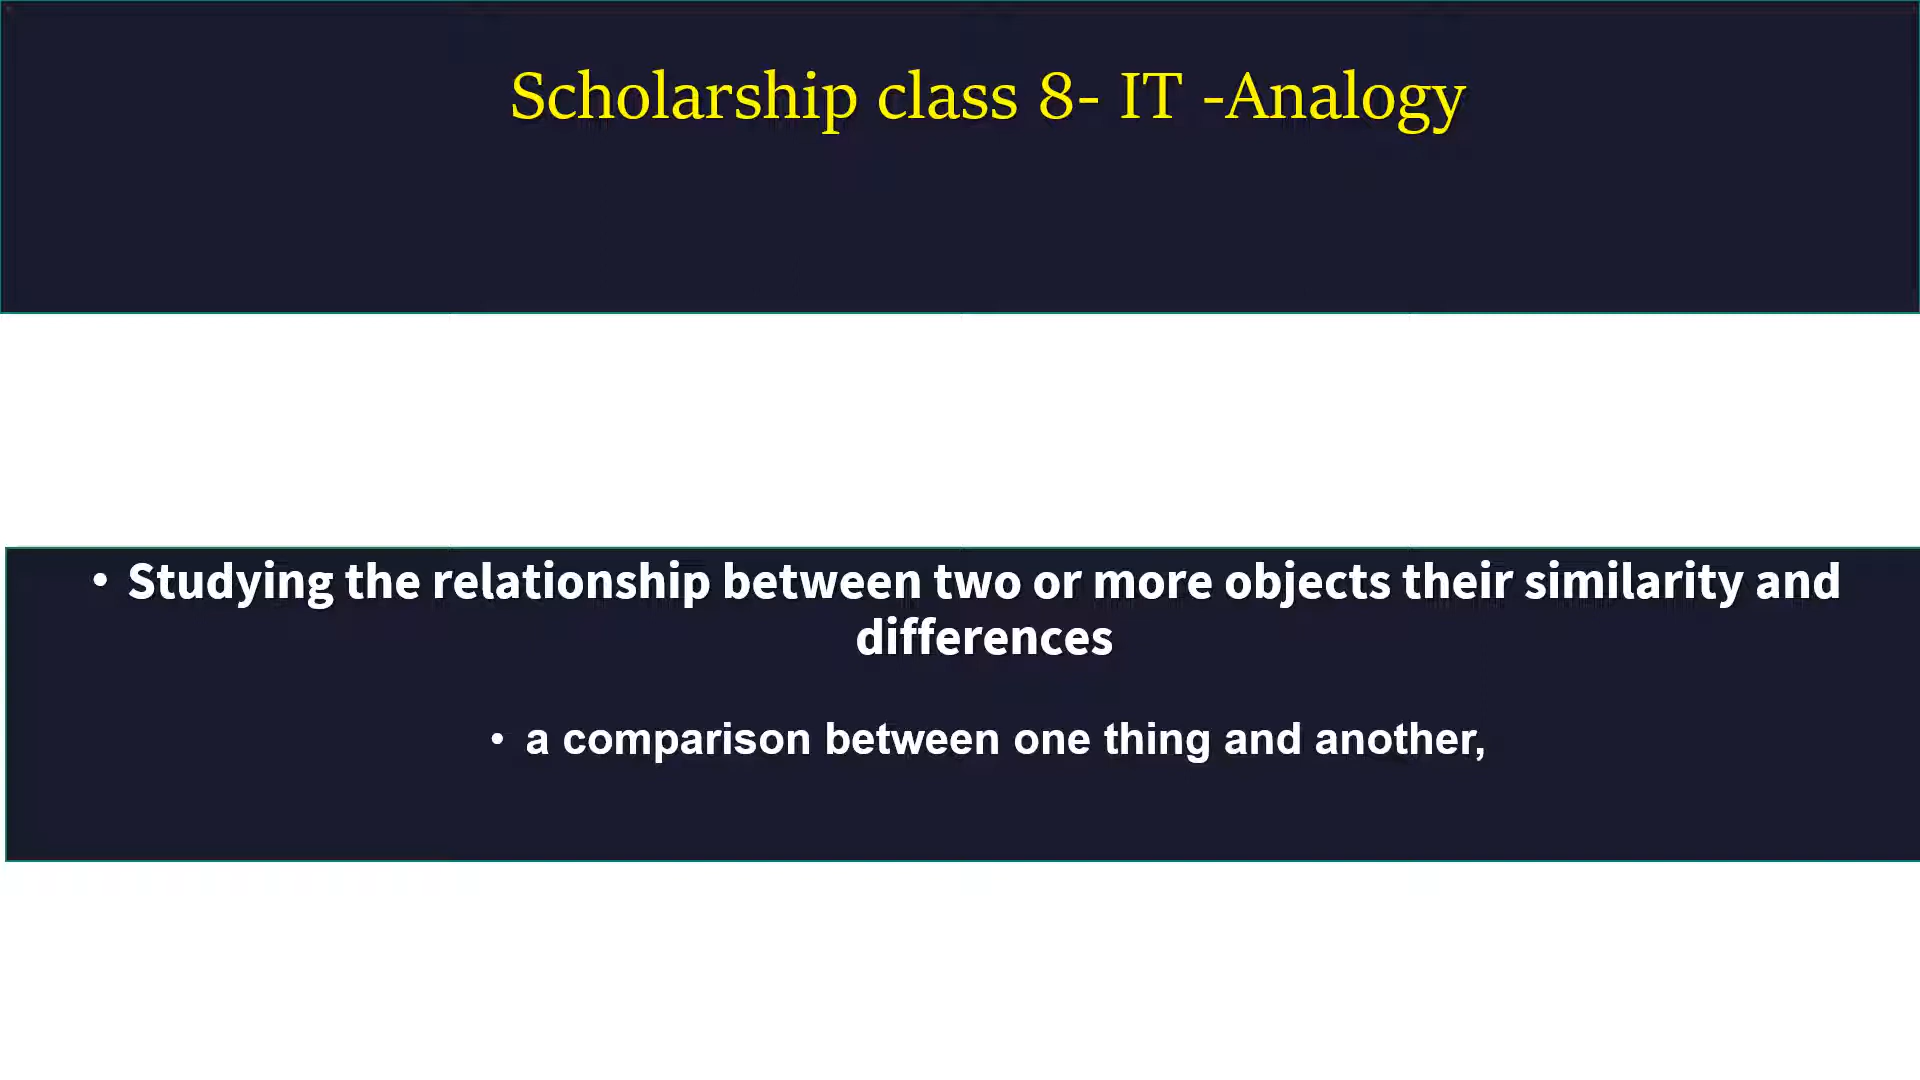 Scholarship class 8- IT -Analogy
• Studying the relationship between two or more objects their similarity and
differences
• a comparison between one thing and another,